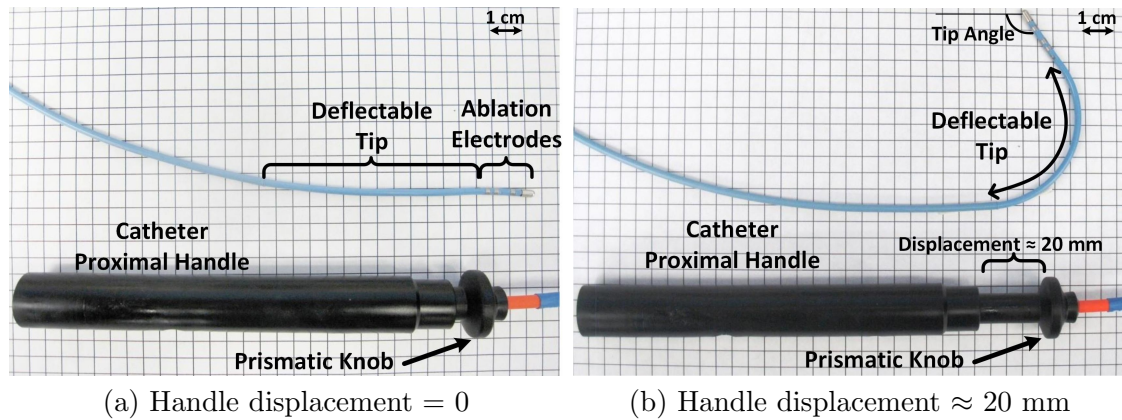 1 cm
Deflectable
Tip
Ablation
Electrodes
Catheter
Proximal Handle
Prismatic Knob
(a) Handle displacement = 0
1 cm
Tip Angle
Deflectable
Tip
Catheter
Proximal Handle
Displacement ≈ 20 mm
Prismatic Knob
(b) Handle displacement ≈ 20 mm